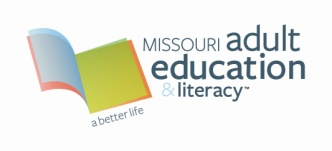 MISSOURI adult
education
& literacy™
a better life